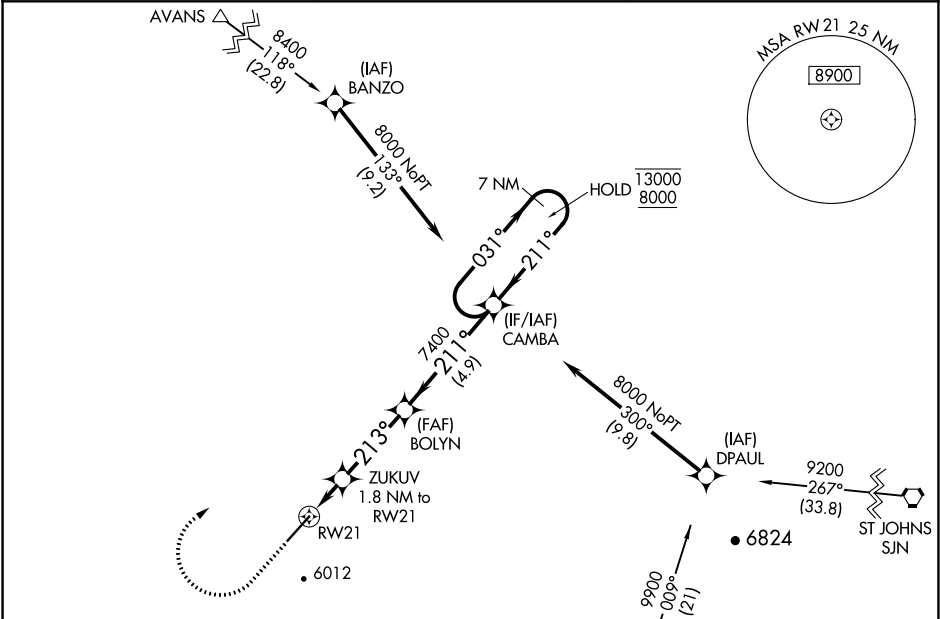 AVANS
8400
118°
(22.8)
(IAF)
BANZO
8000 NoPT
133°
(9.2)
MSA RW21 25 NM
8900
7 NM
HOLD
13000
8000
031°
211°
(IF/IAF)
CAMBA
7400
211°
(4.9)
(FAF)
BOLYN
213°
ZUKUV
1.8 NM to
RW21
RW21
6012
8000 NoPT
300°
(9.8)
(IAF)
DPAUL
9200
267°
(33.8)
ST JOHNS
SJN
6824
9900
009°
(21)